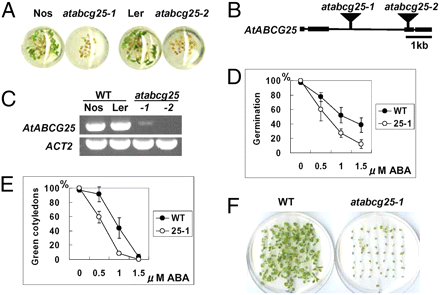 A
Nos atabcg25-1 Ler atabcg25-2
B
atabcg25-1 atabcg25-2
AtABCG25
1kb
C
WT atabcg25
Nos Ler -1 -2
AtABCG25
ACT2
D
%
100
80
60
40
20
0
Germination
WT
25-1
0 0.5 1 1.5 μM ABA
E
%
100
80
60
40
20
0
Green cotyledons
WT
25-1
0 0.5 1 1.5 μM ABA
F
WT atabcg25-1